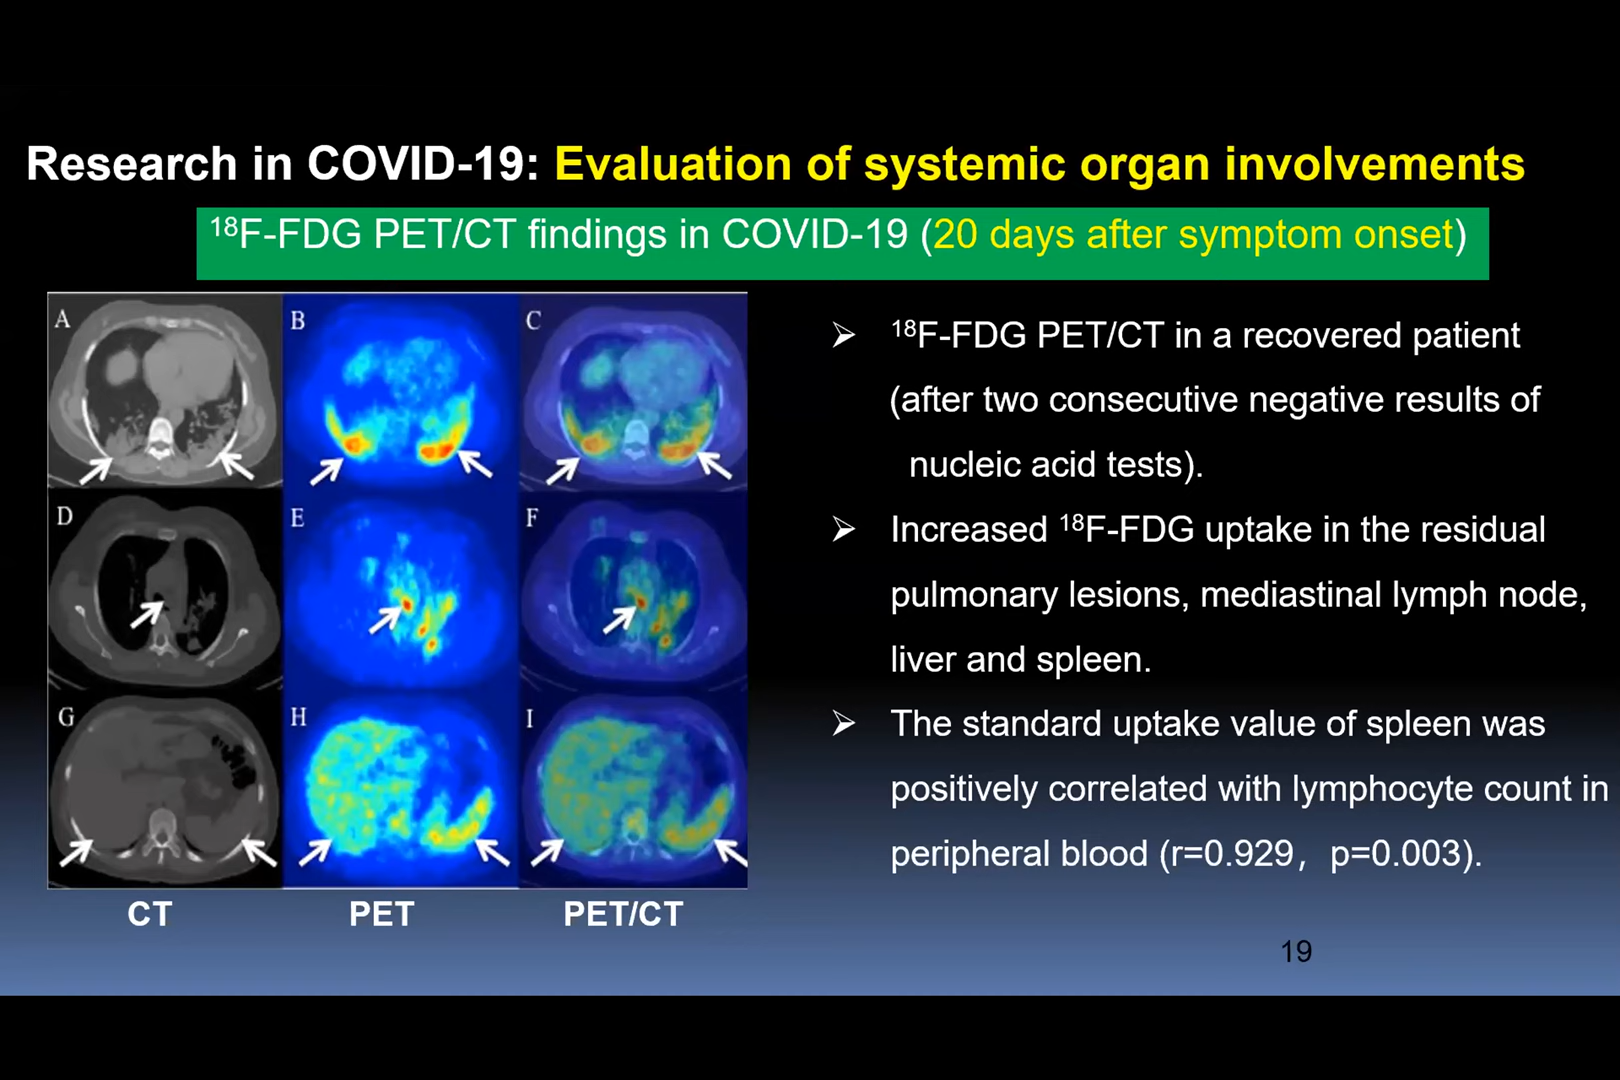 Research in COVID-19: Evaluation of systemic organ involvements
¹⁸F-FDG PET/CT findings in COVID-19 (20 days after symptom onset)
A B C
D E F
G H I
CT PET PET/CT
➢ ¹⁸F-FDG PET/CT in a recovered patient
(after two consecutive negative results of
nucleic acid tests).
➢ Increased ¹⁸F-FDG uptake in the residual
pulmonary lesions, mediastinal lymph node,
liver and spleen.
➢ The standard uptake value of spleen was
positively correlated with lymphocyte count in
peripheral blood (r=0.929，p=0.003).
19